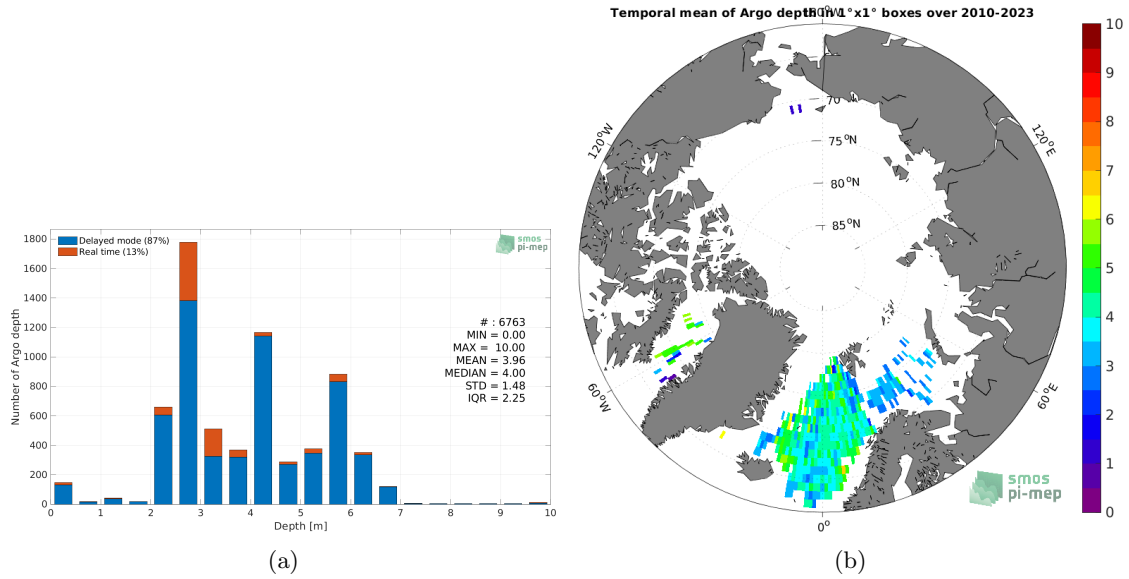 Temporal mean of Argo depth in 1°x1° boxes over 2010-2023
180°W
Delayed mode (87%)
Real time (13%)
smos
pi-mep
# : 6763
MIN = 0.00
MAX = 10.00
MEAN = 3.96
MEDIAN = 4.00
STD = 1.48
IQR = 2.25
Number of Argo depth
1800
1600
1400
1200
1000
800
600
400
200
0
0 1 2 3 4 5 6 7 8 9 10
Depth [m]
(a)
120°W
60°W
0°
60°E
120°E
75°N
80°N
85°N
smos
pi-mep
10
9
8
7
6
5
4
3
2
1
0
(b)